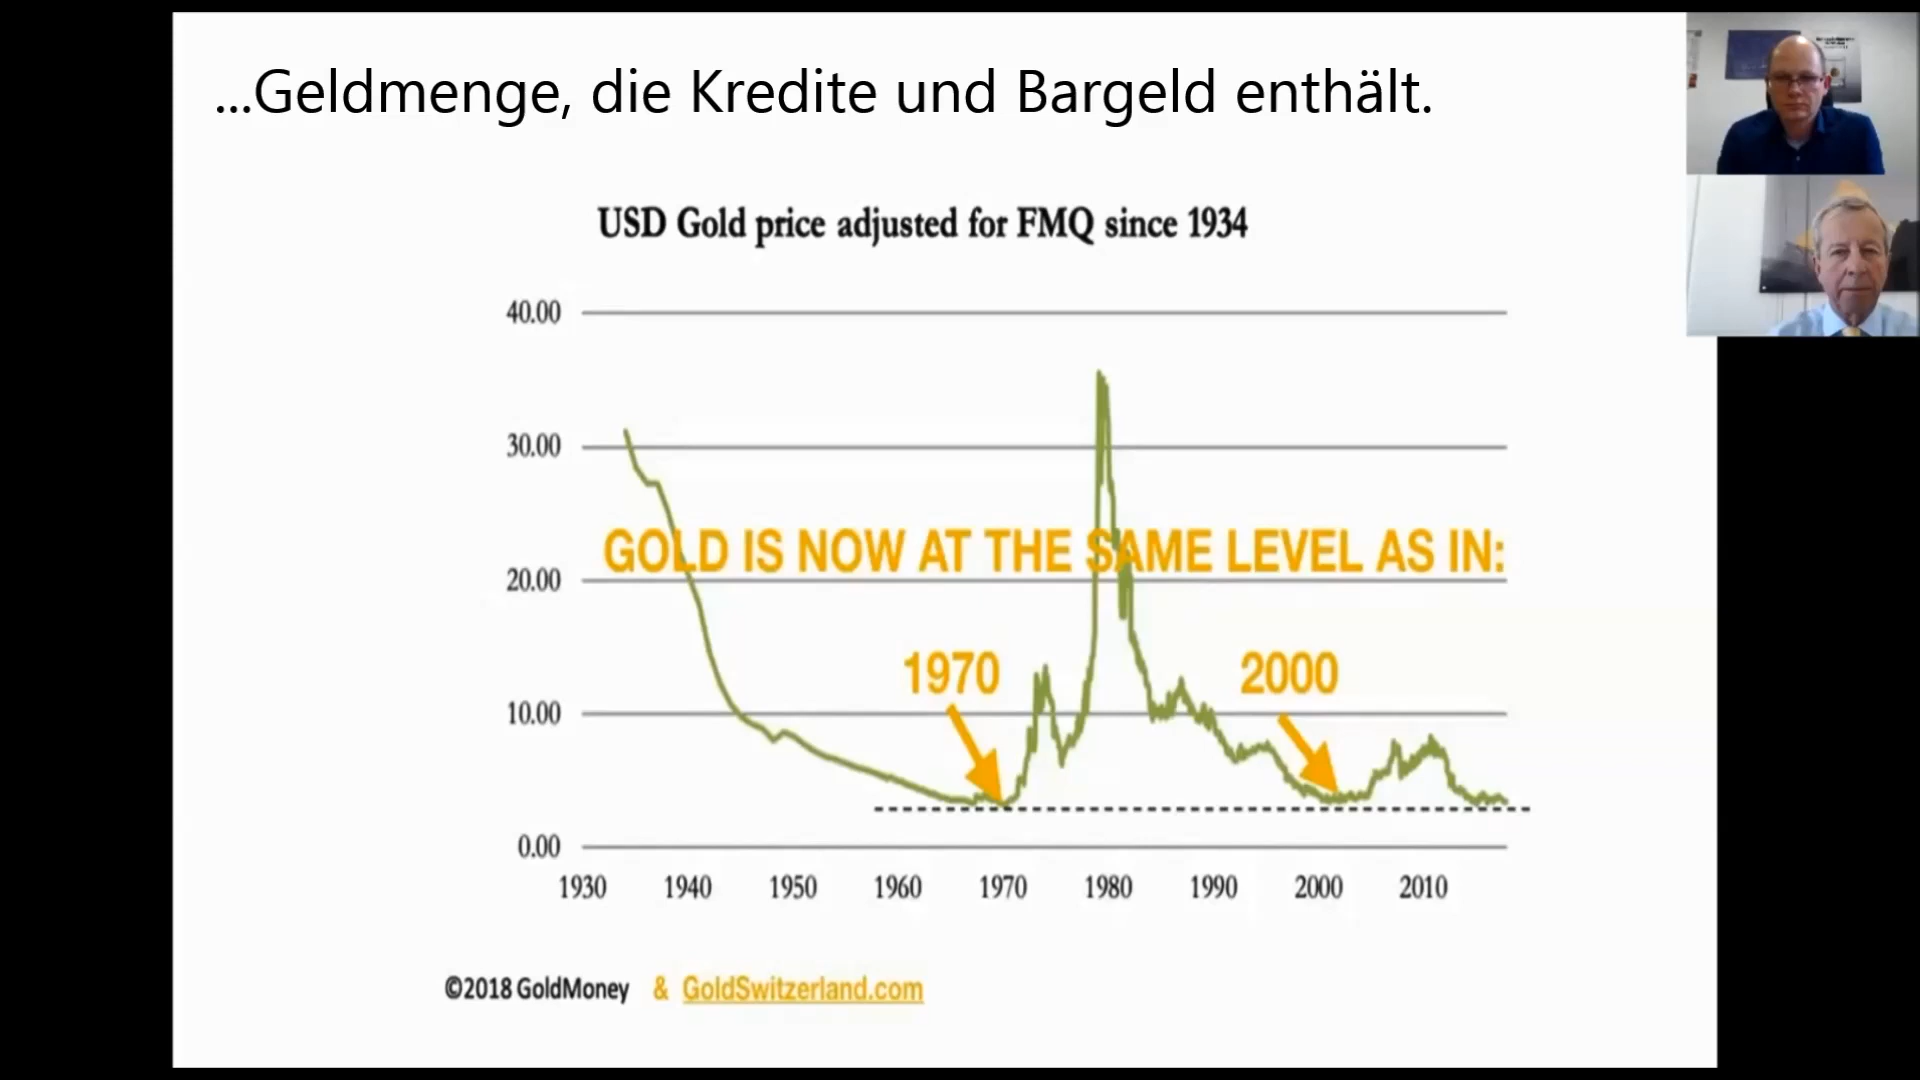 ...Geldmenge, die Kredite und Bargeld enthält.
USD Gold price adjusted for FMQ since 1934
40.00
30.00
GOLD IS NOW AT THE SAME LEVEL AS IN:
20.00
1970 2000
10.00
0.00
1930 1940 1950 1960 1970 1980 1990 2000 2010
©2018 GoldMoney & GoldSwitzerland.com